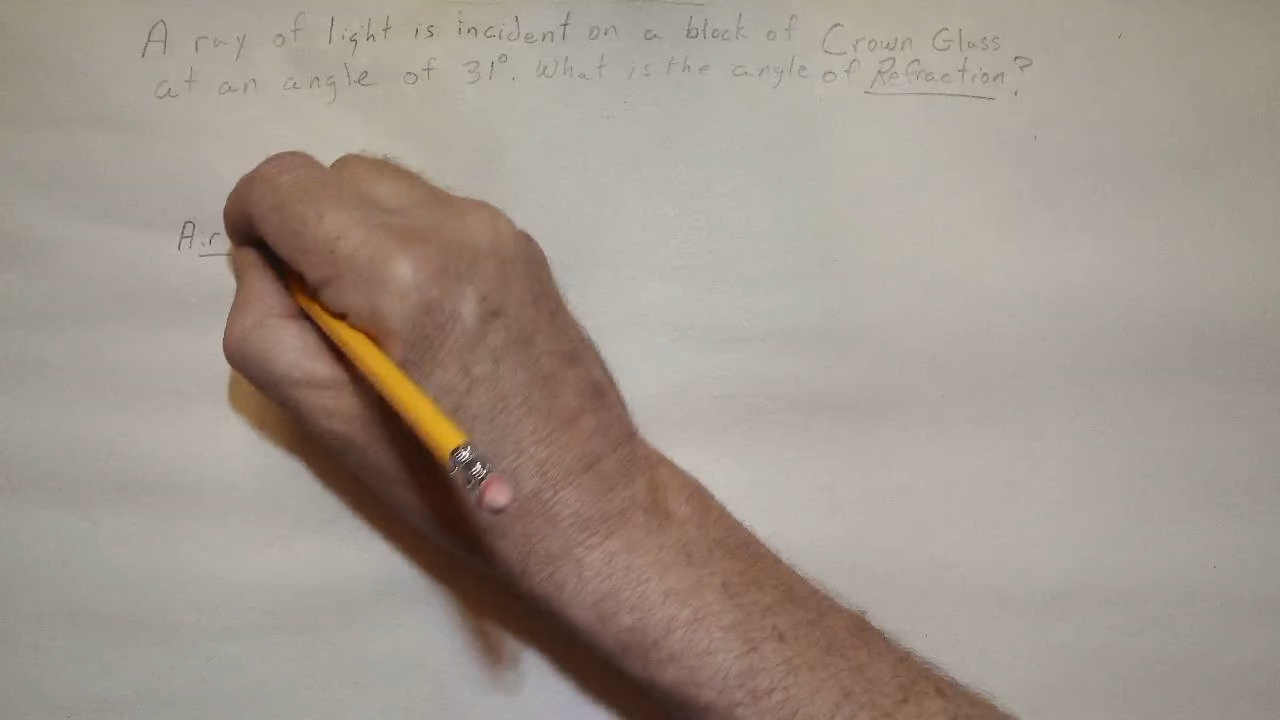 A ray of light is incident on a block of Crown Glass
at an angle of 31°. What is the angle of Refraction?
Air